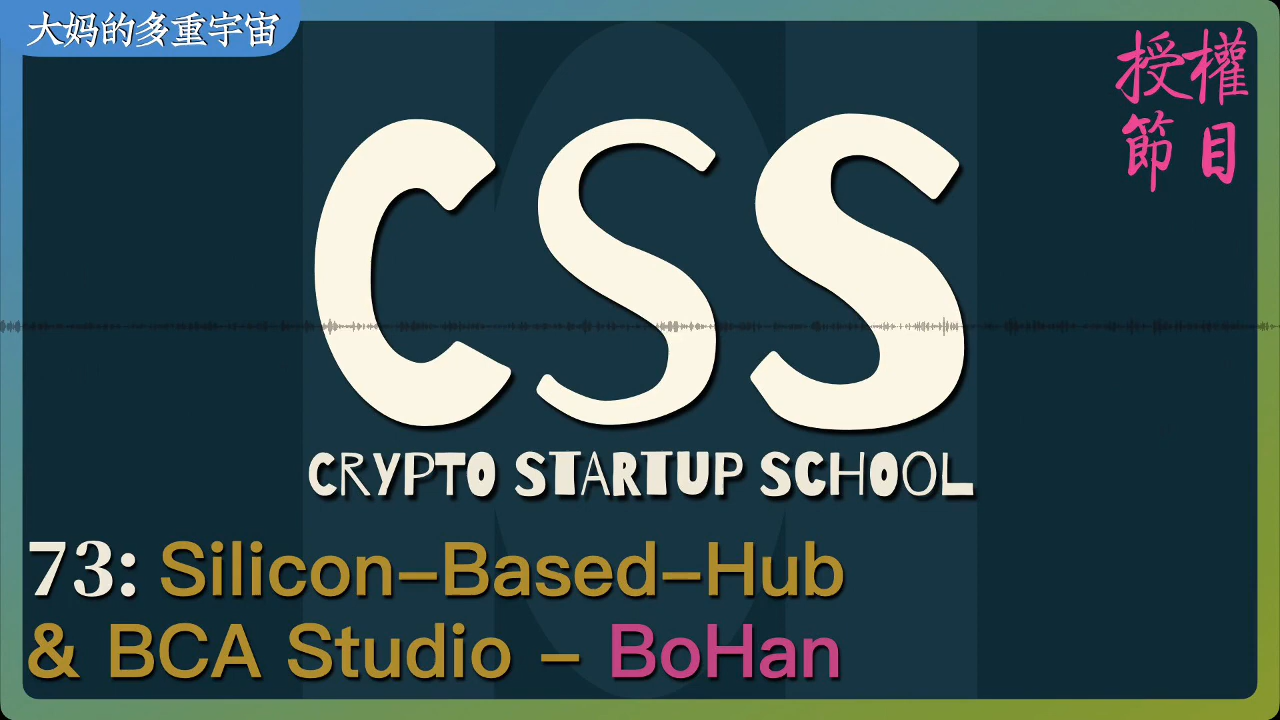 大妈的多重宇宙
授權
節目
CSS
CRYPTO STARTUP SCHOOL
73: Silicon–Based–Hub
& BCA Studio – BoHan